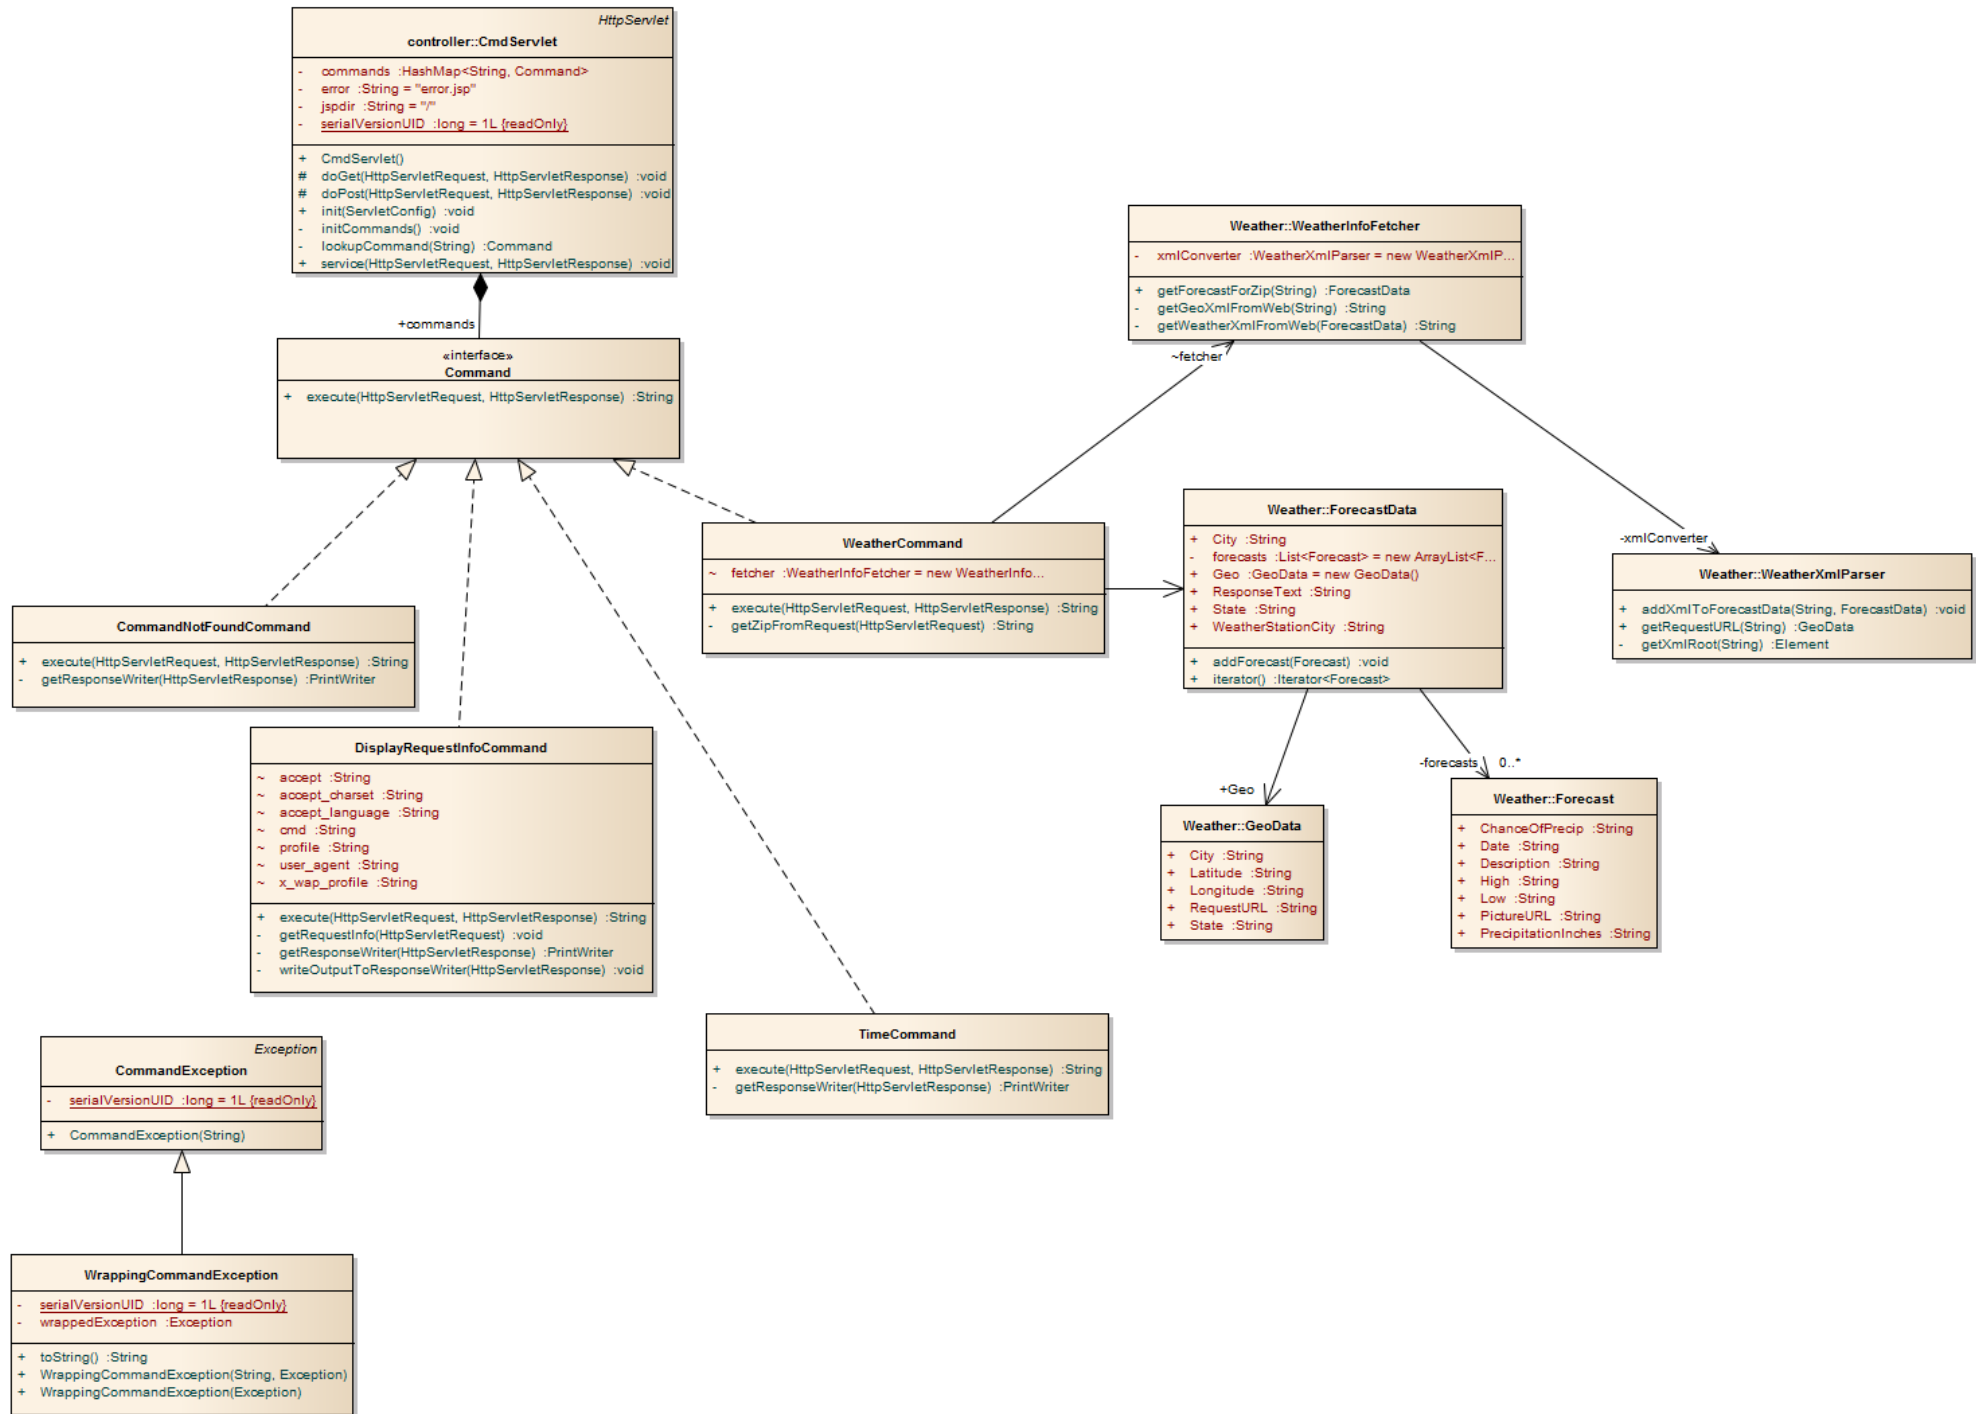 HttpServlet
controller::CmdServlet
- commands :HashMap<String, Command>
- error :String = "error.jsp"
- jspdir :String = "/"
- serialVersionUID :long = 1L {readOnly}
+ CmdServlet()
# doGet(HttpServletRequest, HttpServletResponse) :void
# doPost(HttpServletRequest, HttpServletResponse) :void
+ init(ServletConfig) :void
- initCommands() :void
- lookupCommand(String) :Command
+ service(HttpServletRequest, HttpServletResponse) :void
+commands
«interface»
Command
+ execute(HttpServletRequest, HttpServletResponse) :String
Weather::WeatherInfoFetcher
- xmlConverter :WeatherXmlParser = new WeatherXmlP...
+ getForecastForZip(String) :ForecastData
- getGeoXmlFromWeb(String) :String
- getWeatherXmlFromWeb(ForecastData) :String
~fetcher
WeatherCommand
~ fetcher :WeatherInfoFetcher = new WeatherInfo...
+ execute(HttpServletRequest, HttpServletResponse) :String
- getZipFromRequest(HttpServletRequest) :String
Weather::ForecastData
+ City :String
- forecasts :List<Forecast> = new ArrayList<F...
+ Geo :GeoData = new GeoData()
+ ResponseText :String
+ State :String
+ WeatherStationCity :String
+ addForecast(Forecast) :void
+ iterator() :Iterator<Forecast>
-xmlConverter
Weather::WeatherXmlParser
+ addXmlToForecastData(String, ForecastData) :void
+ getRequestURL(String) :GeoData
- getXmlRoot(String) :Element
CommandNotFoundCommand
+ execute(HttpServletRequest, HttpServletResponse) :String
- getResponseWriter(HttpServletResponse) :PrintWriter
DisplayRequestInfoCommand
~ accept :String
~ accept_charset :String
~ accept_language :String
~ cmd :String
~ profile :String
~ user_agent :String
~ x_wap_profile :String
+ execute(HttpServletRequest, HttpServletResponse) :String
- getRequestInfo(HttpServletRequest) :void
- getResponseWriter(HttpServletResponse) :PrintWriter
- writeOutputToResponseWriter(HttpServletResponse) :void
+Geo
Weather::GeoData
+ City :String
+ Latitude :String
+ Longitude :String
+ RequestURL :String
+ State :String
-forecasts 0..*
Weather::Forecast
+ ChanceOfPrecip :String
+ Date :String
+ Description :String
+ High :String
+ Low :String
+ PictureURL :String
+ PrecipitationInches :String
TimeCommand
+ execute(HttpServletRequest, HttpServletResponse) :String
- getResponseWriter(HttpServletResponse) :PrintWriter
Exception
CommandException
- serialVersionUID :long = 1L {readOnly}
+ CommandException(String)
WrappingCommandException
- serialVersionUID :long = 1L {readOnly}
- wrappedException :Exception
+ toString() :String
+ WrappingCommandException(String, Exception)
+ WrappingCommandException(Exception)